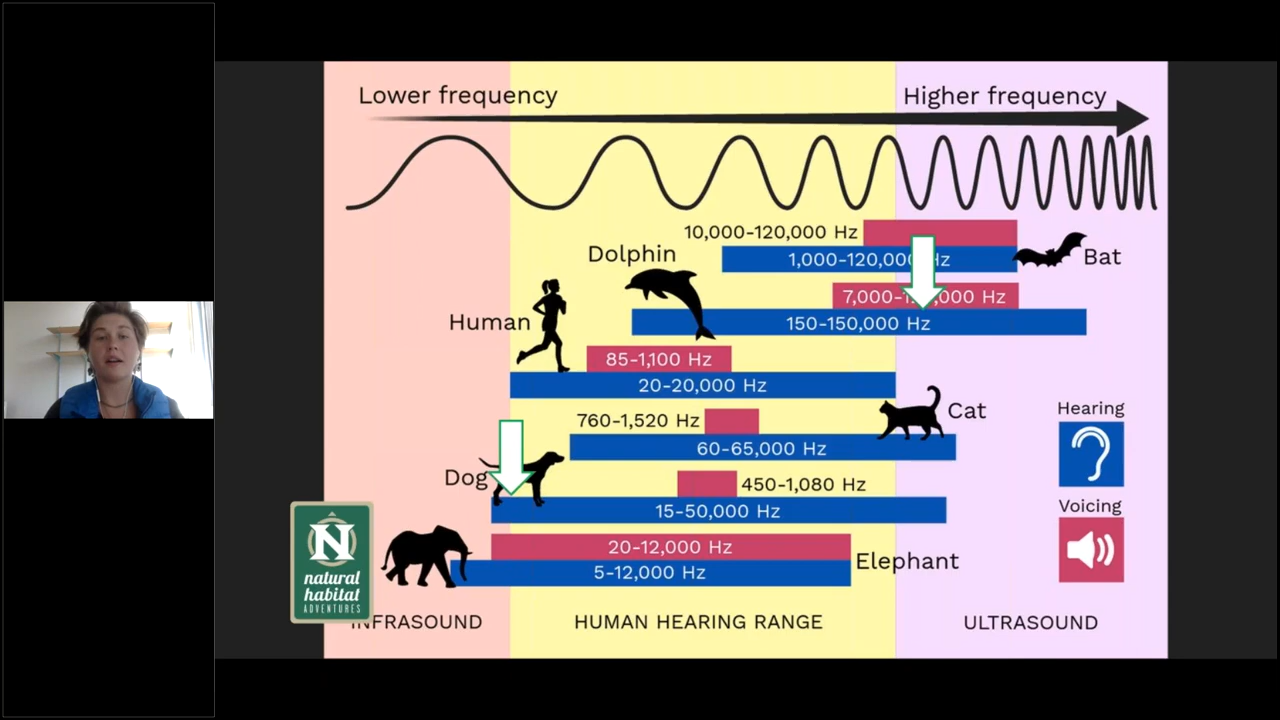 Lower frequency
Higher frequency
10,000-120,000 Hz
Dolphin
1,000-120,000 Hz
Bat
7,000- ,000 Hz
150-150,000 Hz
Human
85-1,100 Hz
20-20,000 Hz
Cat
Hearing
760-1,520 Hz
60-65,000 Hz
Dog
450-1,080 Hz
15-50,000 Hz
Voicing
20-12,000 Hz
Elephant
5-12,000 Hz
N
natural
habitat
ADVENTURES
INFRASOUND
HUMAN HEARING RANGE
ULTRASOUND